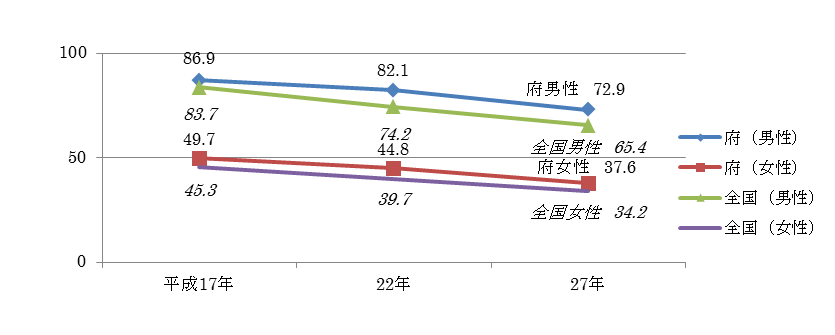 100
86.9
82.1
府男性 72.9
83.7
74.2
全国男性 65.4
49.7
44.8
府女性 37.6
50
45.3
39.7
全国女性 34.2
0
平成17年
22年
27年
府（男性）
府（女性）
全国（男性）
全国（女性）